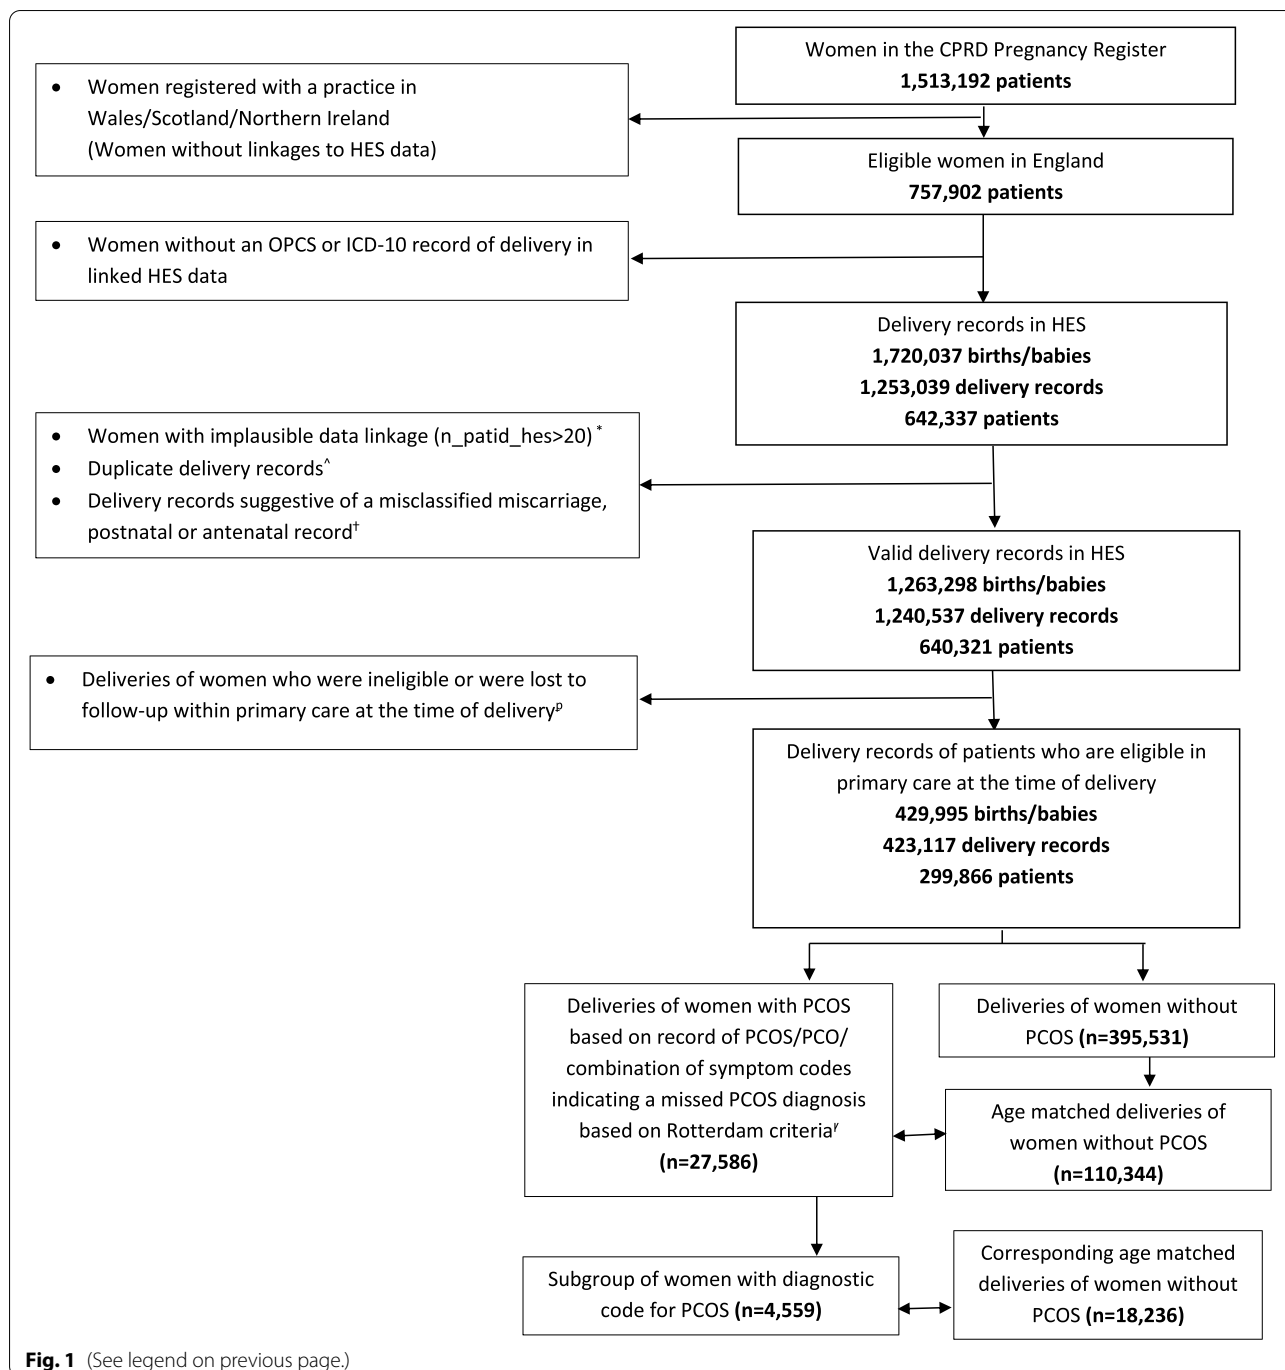 Women in the CPRD Pregnancy Register
1,513,192 patients
• Women registered with a practice in
Wales/Scotland/Northern Ireland
(Women without linkages to HES data)
Eligible women in England
757,902 patients
• Women without an OPCS or ICD-10 record of delivery in
linked HES data
Delivery records in HES
1,720,037 births/babies
1,253,039 delivery records
642,337 patients
• Women with implausible data linkage (n_patid_hes>20) *
• Duplicate delivery records^
• Delivery records suggestive of a misclassified miscarriage,
postnatal or antenatal record†
Valid delivery records in HES
1,263,298 births/babies
1,240,537 delivery records
640,321 patients
• Deliveries of women who were ineligible or were lost to
follow-up within primary care at the time of delivery
Delivery records of patients who are eligible in
primary care at the time of delivery
429,995 births/babies
423,117 delivery records
299,866 patients
Deliveries of women with PCOS
based on record of PCOS/PCO/
combination of symptom codes
indicating a missed PCOS diagnosis
based on Rotterdam criteria
(n=27,586)
Deliveries of women without
PCOS (n=395,531)
Age matched deliveries of
women without PCOS
(n=110,344)
Subgroup of women with diagnostic
code for PCOS (n=4,559)
Corresponding age matched
deliveries of women without
PCOS (n=18,236)
Fig. 1 (See legend on previous page.)